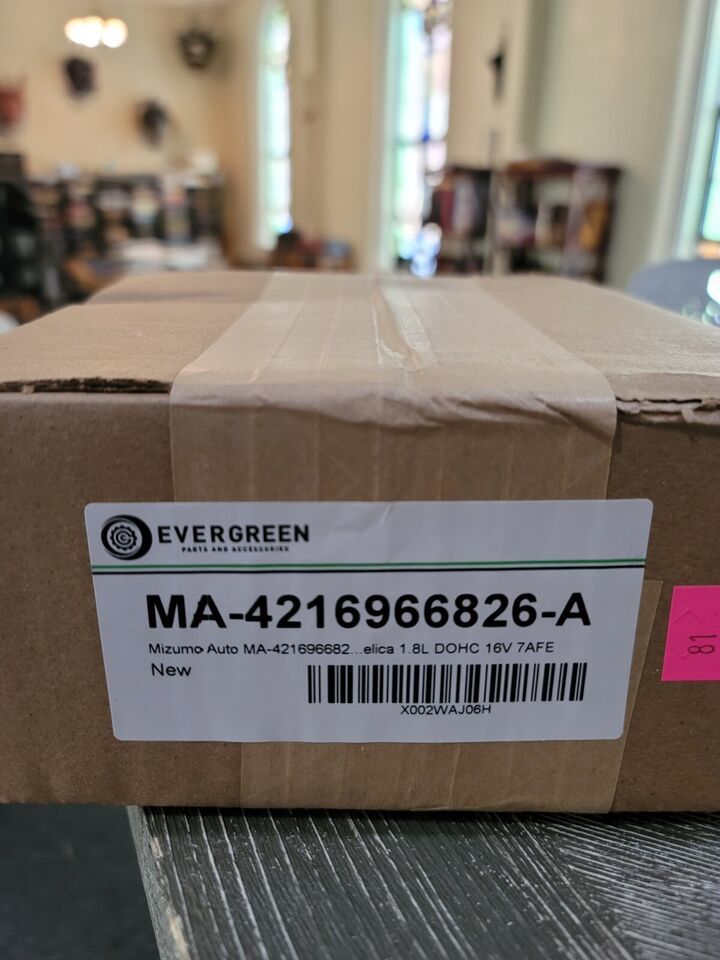 EVERGREEN
PARTS AND ACCESSORIES
MA-4216966826-A
Mizumo Auto MA-421696682...elica 1.8L DOHC 16V 7AFE
New
X002WAJ06H
81